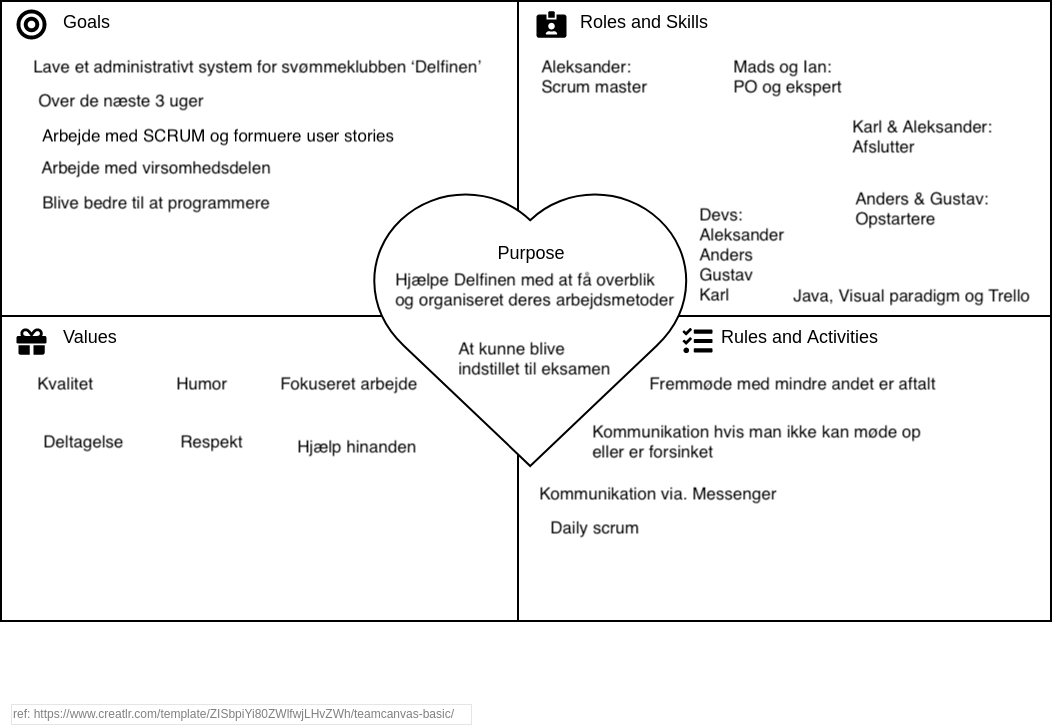 Goals
Lave et administrativt system for svømmeklubben ‘Delfinen’
Over de næste 3 uger
Arbejde med SCRUM og formuere user stories
Arbejde med virsomhedsdelen
Blive bedre til at programmere
Roles and Skills
Aleksander:
Scrum master
Mads og Ian:
PO og ekspert
Karl & Aleksander:
Afslutter
Anders & Gustav:
Opstartere
Devs:
Aleksander
Anders
Gustav
Karl
Java, Visual paradigm og Trello
Purpose
Hjælpe Delfinen med at få overblik
og organiseret deres arbejdsmetoder
At kunne blive
indstillet til eksamen
Values
Kvalitet
Humor
Fokuseret arbejde
Deltagelse
Respekt
Hjælp hinanden
Rules and Activities
Fremmøde med mindre andet er aftalt
Kommunikation hvis man ikke kan møde op
eller er forsinket
Kommunikation via. Messenger
Daily scrum
ref: https://www.creatlr.com/template/ZISbpiYi80ZWlfwjLHvZWh/teamcanvas-basic/